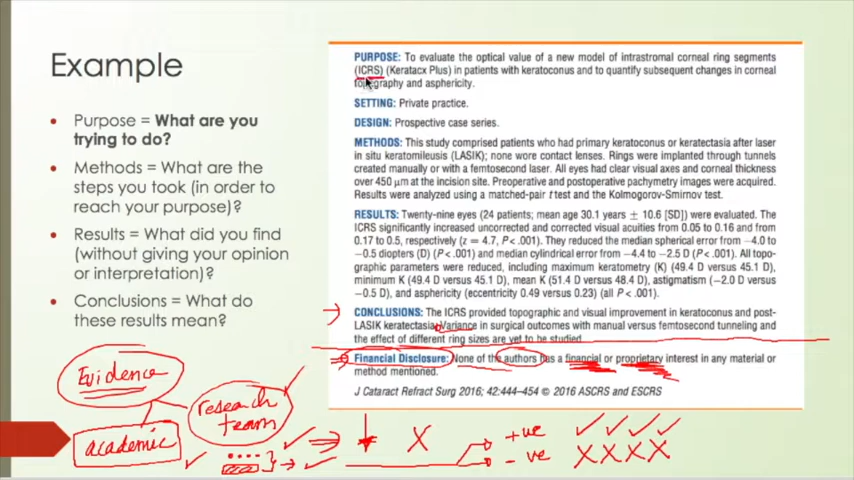 Example
Purpose = What are you
trying to do?
Methods = What are the
steps you took (in order to
reach your purpose)?
Results = What did you find
(without giving your opinion
or interpretation)?
Conclusions = What do
these results mean?
PURPOSE: To evaluate the optical value of a new model of intrastromal corneal ring segments
(ICRS) (Keratacx Plus) in patients with keratoconus and to quantify subsequent changes in corneal
topography and asphericity.
SETTING: Private practice.
DESIGN: Prospective case series.
METHODS: This study comprised patients who had primary keratoconus or keratectasia after laser
in situ keratomileusis (LASIK); none wore contact lenses. Rings were implanted through tunnels
created manually or with a femtosecond laser. All eyes had clear visual axes and corneal thickness
over 450 μm at the incision site. Preoperative and postoperative pachymetry images were acquired.
Results were analyzed using a matched-pair t test and the Kolmogorov-Smirnov test.
RESULTS: Twenty-nine eyes (24 patients; mean age 30.1 years ± 10.6 [SD]) were evaluated. The
ICRS significantly increased uncorrected and corrected visual acuities from 0.05 to 0.16 and from
0.17 to 0.5, respectively (z = 4.7, P< .001). They reduced the median spherical error from −4.0 to
−0.5 diopters (D) (P< .001) and median cylindrical error from −4.4 to −2.5 D (P< .001). All topo-
graphic parameters were reduced, including maximum keratometry (K) (49.4 D versus 45.1 D),
minimum K (49.4 D versus 45.1 D), mean K (51.4 D versus 48.4 D), astigmatism (−2.0 D versus
−0.5 D), and asphericity (eccentricity 0.49 versus 0.23) (all P< .001).
CONCLUSIONS: The ICRS provided topographic and visual improvement in keratoconus and post-
LASIK keratectasia. Variance in surgical outcomes with manual versus femtosecond tunneling and
the effect of different ring sizes are yet to be studied.
Financial Disclosure: None of the authors has a financial or proprietary interest in any material or
method mentioned.
J Cataract Refract Surg 2016; 42:444–454 © 2016 ASCRS and ESCRS
Evidence
research
team
academic
+ve
-ve